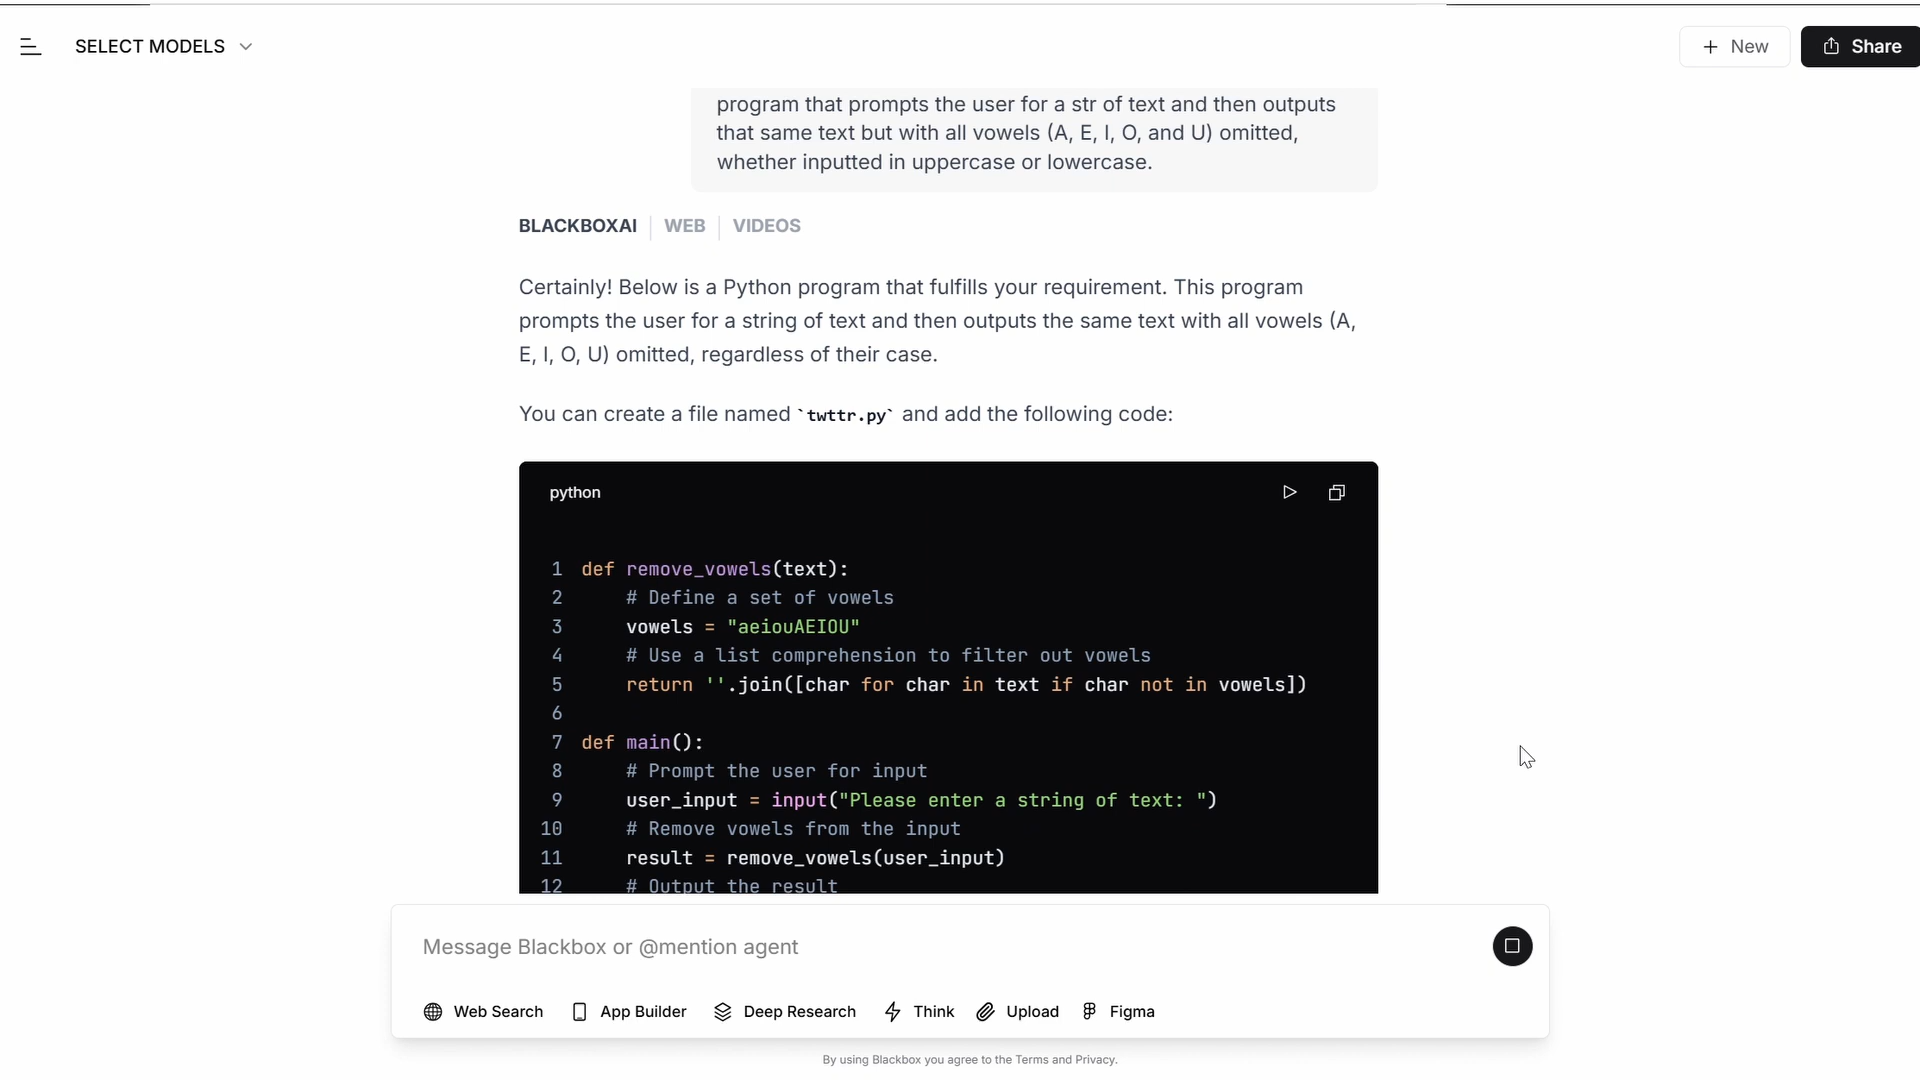 SELECT MODELS
New
Share
program that prompts the user for a str of text and then outputs
that same text but with all vowels (A, E, I, O, and U) omitted,
whether inputted in uppercase or lowercase.
BLACKBOXAI
WEB
VIDEOS
Certainly! Below is a Python program that fulfills your requirement. This program
prompts the user for a string of text and then outputs the same text with all vowels (A,
E, I, O, U) omitted, regardless of their case.
You can create a file named `twttr.py` and add the following code:
python
1 def remove_vowels(text):
2     # Define a set of vowels
3     vowels = "aeiouAEIOU"
4     # Use a list comprehension to filter out vowels
5     return ''.join([char for char in text if char not in vowels])
6
7 def main():
8     # Prompt the user for input
9     user_input = input("Please enter a string of text: ")
10     # Remove vowels from the input
11     result = remove_vowels(user_input)
12     # Output the result
Message Blackbox or @mention agent
Web Search
App Builder
Deep Research
Think
Upload
Figma
By using Blackbox you agree to the Terms and Privacy.